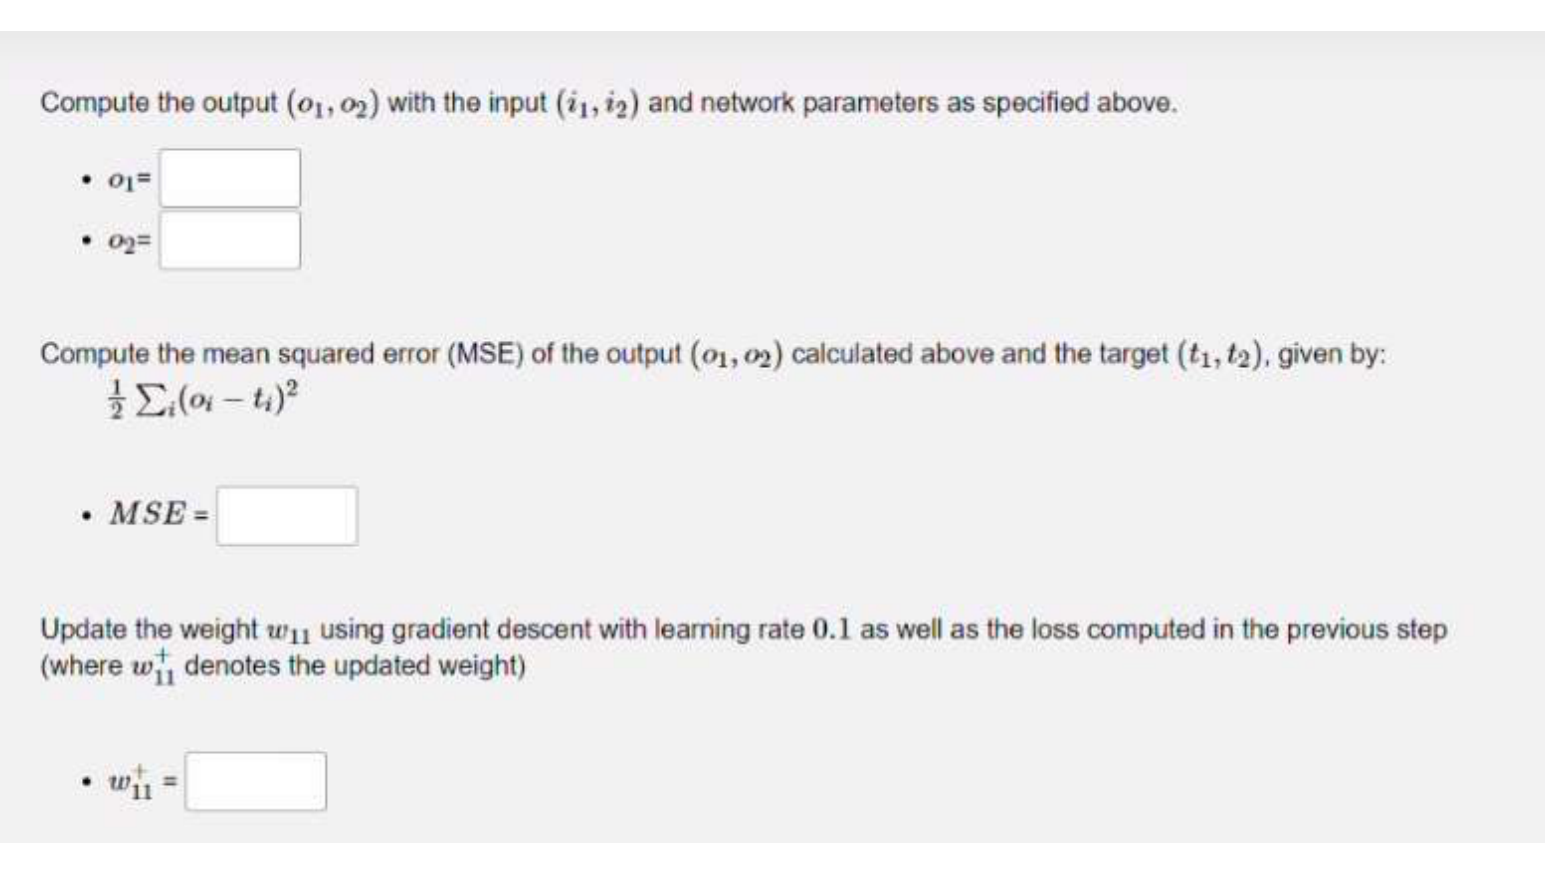 Compute the output (o₁, o₂) with the input (i₁, i₂) and network parameters as specified above.
• o₁=
• o₂=
Compute the mean squared error (MSE) of the output (o₁, o₂) calculated above and the target (t₁, t₂), given by:
½ ∑ᵢ(oᵢ − tᵢ)²
• MSE =
Update the weight w₁₁ using gradient descent with learning rate 0.1 as well as the loss computed in the previous step
(where w₁₁⁺ denotes the updated weight)
• w₁₁⁺ =